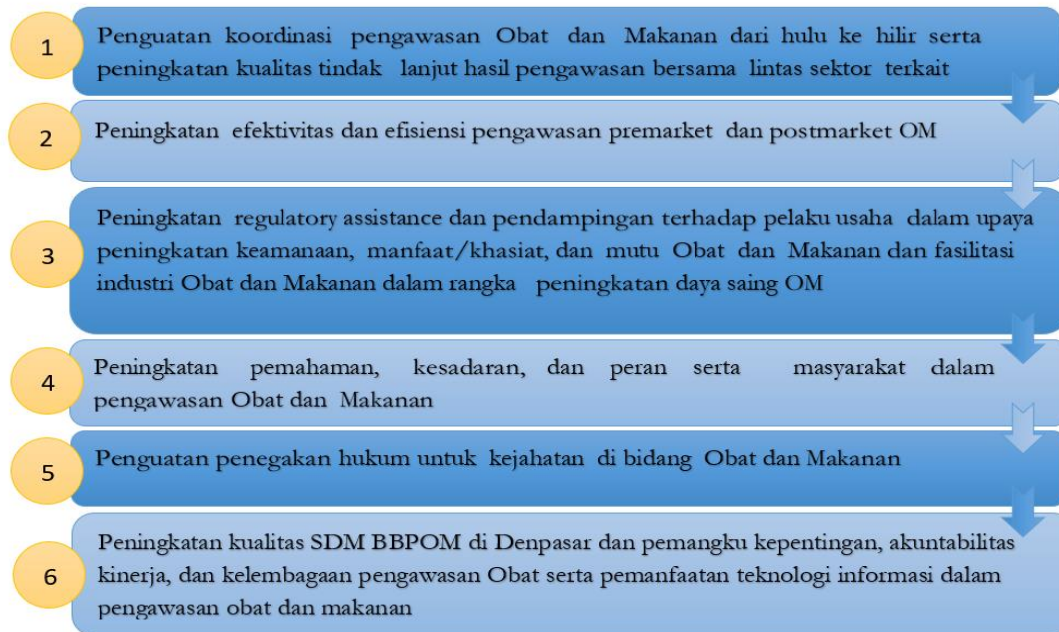 1
Penguatan koordinasi pengawasan Obat dan Makanan dari hulu ke hilir serta
peningkatan kualitas tindak lanjut hasil pengawasan bersama lintas sektor terkait
2
Peningkatan efektivitas dan efisiensi pengawasan premarket dan postmarket OM
3
Peningkatan regulatory assistance dan pendampingan terhadap pelaku usaha dalam upaya
peningkatan keamanaan, manfaat/khasiat, dan mutu Obat dan Makanan dan fasilitasi
industri Obat dan Makanan dalam rangka peningkatan daya saing OM
4
Peningkatan pemahaman, kesadaran, dan peran serta masyarakat dalam
pengawasan Obat dan Makanan
5
Penguatan penegakan hukum untuk kejahatan di bidang Obat dan Makanan
6
Peningkatan kualitas SDM BBPOM di Denpasar dan pemangku kepentingan, akuntabilitas
kinerja, dan kelembagaan pengawasan Obat serta pemanfaatan teknologi informasi dalam
pengawasan obat dan makanan